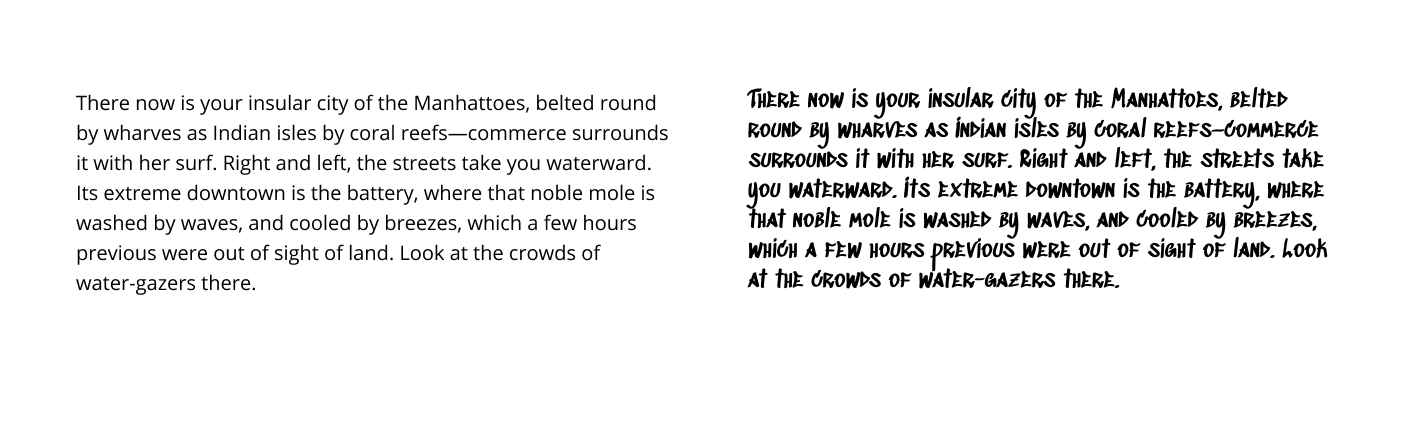 There now is your insular city of the Manhattoes, belted round
by wharves as Indian isles by coral reefs—commerce surrounds
it with her surf. Right and left, the streets take you waterward.
Its extreme downtown is the battery, where that noble mole is
washed by waves, and cooled by breezes, which a few hours
previous were out of sight of land. Look at the crowds of
water-gazers there.
There now is your insular city of the Manhattoes, belted
round by wharves as Indian isles by coral reefs—commerce
surrounds it with her surf. Right and left, the streets take
you waterward. Its extreme downtown is the battery, where
that noble mole is washed by waves, and cooled by breezes,
which a few hours previous were out of sight of land. Look
at the crowds of water-gazers there.